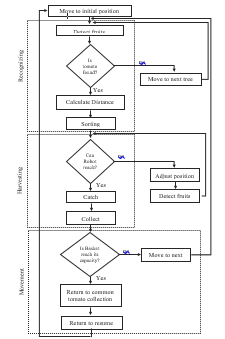 Move to initial position
Detect fruits
Is
tomato
found?
No
Move to next tree
Yes
Calculate Distance
Sorting
Recognizing
Can
Robot
reach?
No
Adjust position
Yes
Catch
Detect fruits
Collect
Harvesting
Is Basket
reach its
capacity?
No
Move to next
Yes
Return to common
tomato collection
Return to resume
Movement